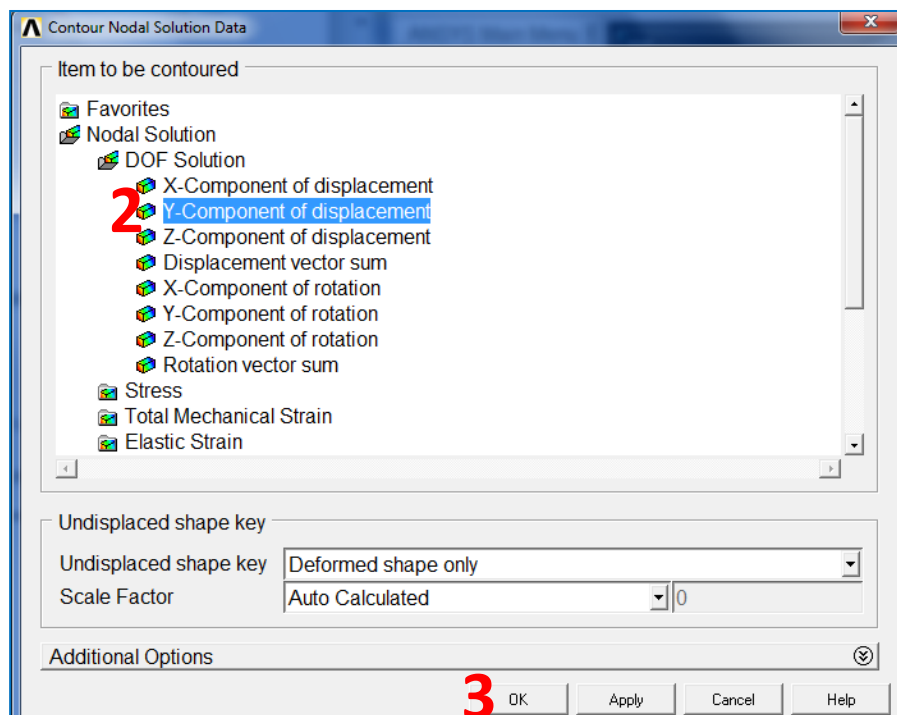 Contour Nodal Solution Data
Item to be contoured
Favorites
Nodal Solution
DOF Solution
X-Component of displacement
2 Y-Component of displacement
Z-Component of displacement
Displacement vector sum
X-Component of rotation
Y-Component of rotation
Z-Component of rotation
Rotation vector sum
Stress
Total Mechanical Strain
Elastic Strain
Undisplaced shape key
Undisplaced shape key Deformed shape only
Scale Factor Auto Calculated 0
Additional Options
3 OK Apply Cancel Help